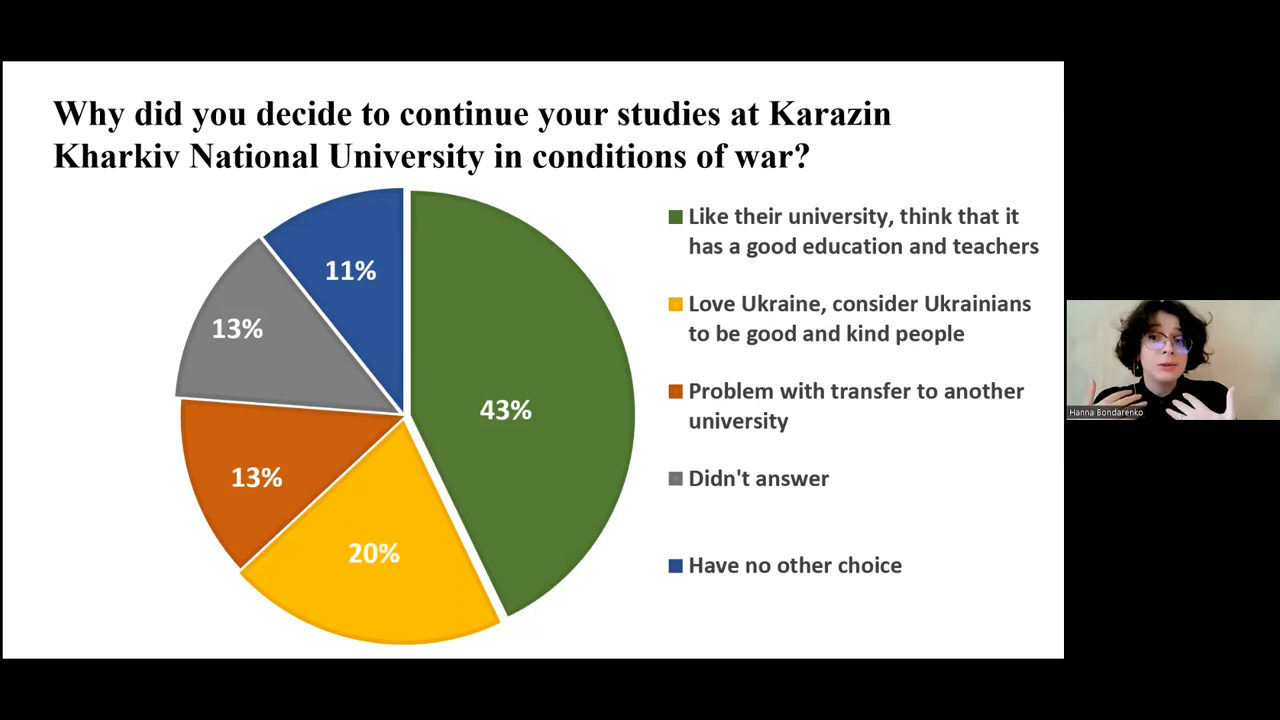 Why did you decide to continue your studies at Karazin
Kharkiv National University in conditions of war?
11%
13%
43%
13%
20%
Like their university, think that it
has a good education and teachers
Love Ukraine, consider Ukrainians
to be good and kind people
Problem with transfer to another
university
Didn't answer
Have no other choice
Hanna Bondarenko